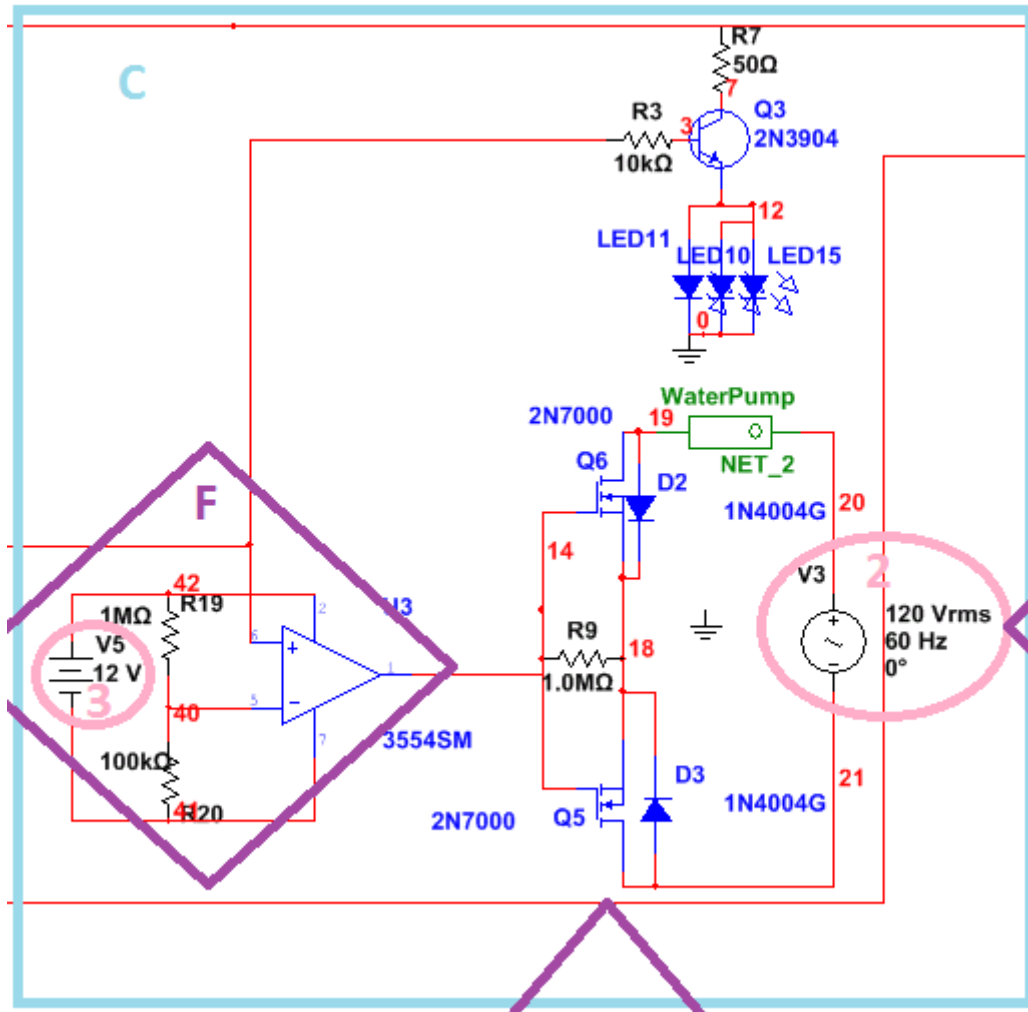 C
R7
50Ω
7
Q3
2N3904
R3
3
10kΩ
12
LED11
LED10
LED15
0
WaterPump
2N7000
19
NET_2
Q6
D2
1N4004G
20
F
14
V3
2
120 Vrms
60 Hz
0°
42
R19
2
U3
1MΩ
V5
12 V
3
6
+
R9
18
1.0MΩ
1
40
5
−
3554SM
7
100kΩ
41
R20
D3
21
1N4004G
2N7000
Q5